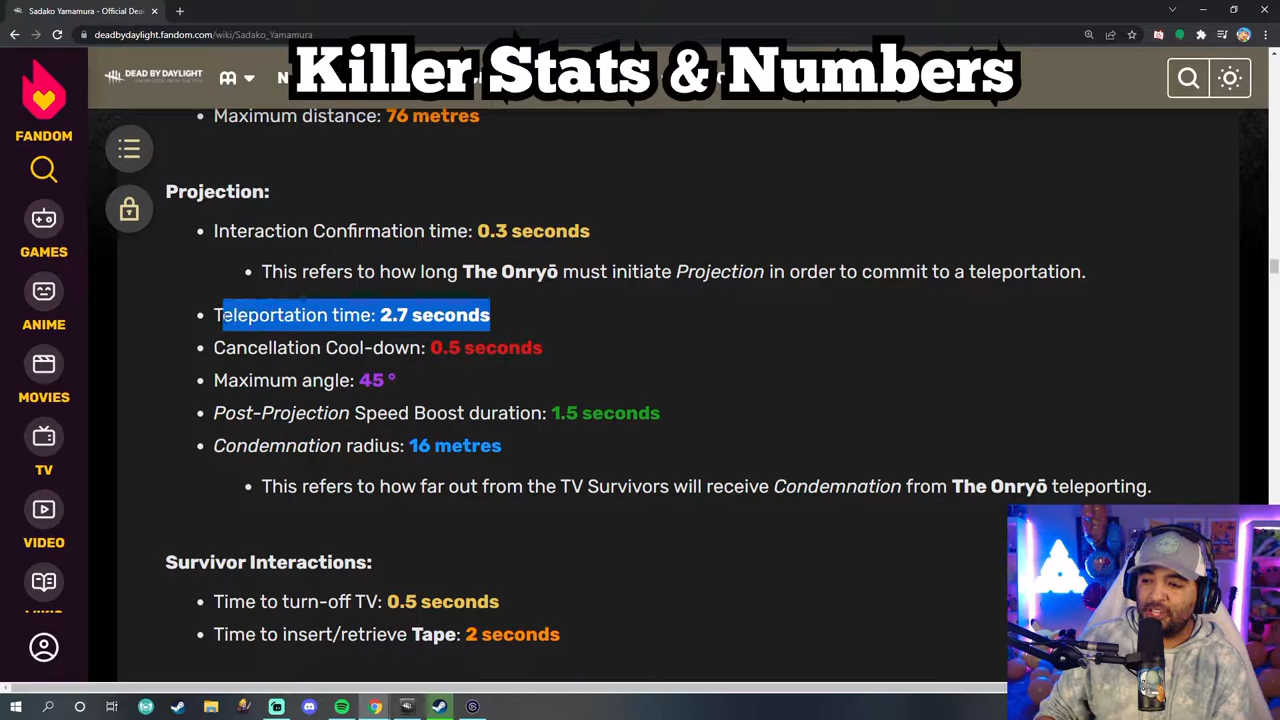 Sadako Yamamura - Official Dea
deadbydaylight.fandom.com/wiki/Sadako_Yamamura
Killer Stats & Numbers
DEAD BY DAYLIGHT
FANDOM
GAMES
ANIME
MOVIES
TV
VIDEO
Maximum distance: 76 metres
Projection:
Interaction Confirmation time: 0.3 seconds
This refers to how long The Onryō must initiate Projection in order to commit to a teleportation.
Teleportation time: 2.7 seconds
Cancellation Cool-down: 0.5 seconds
Maximum angle: 45 °
Post-Projection Speed Boost duration: 1.5 seconds
Condemnation radius: 16 metres
This refers to how far out from the TV Survivors will receive Condemnation from The Onryō teleporting.
Survivor Interactions:
Time to turn-off TV: 0.5 seconds
Time to insert/retrieve Tape: 2 seconds